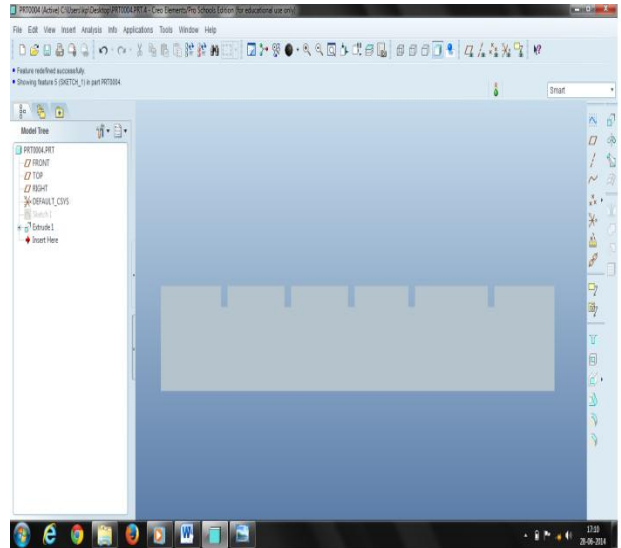 PRT0004 (Active) C:\Users\kp\Desktop\PRT0004.PRT.4 - Creo Elements/Pro Schools Edition (for educational use only)
File Edit View Insert Analysis Info Applications Tools Window Help
Feature redefined successfully.
Showing feature 5 (SKETCH_1) in part PRT0004.
Smart
Model Tree
PRT0004.PRT
FRONT
TOP
RIGHT
DEFAULT_CSYS
Sketch 1
Extrude 1
Insert Here
17:10
28-06-2014